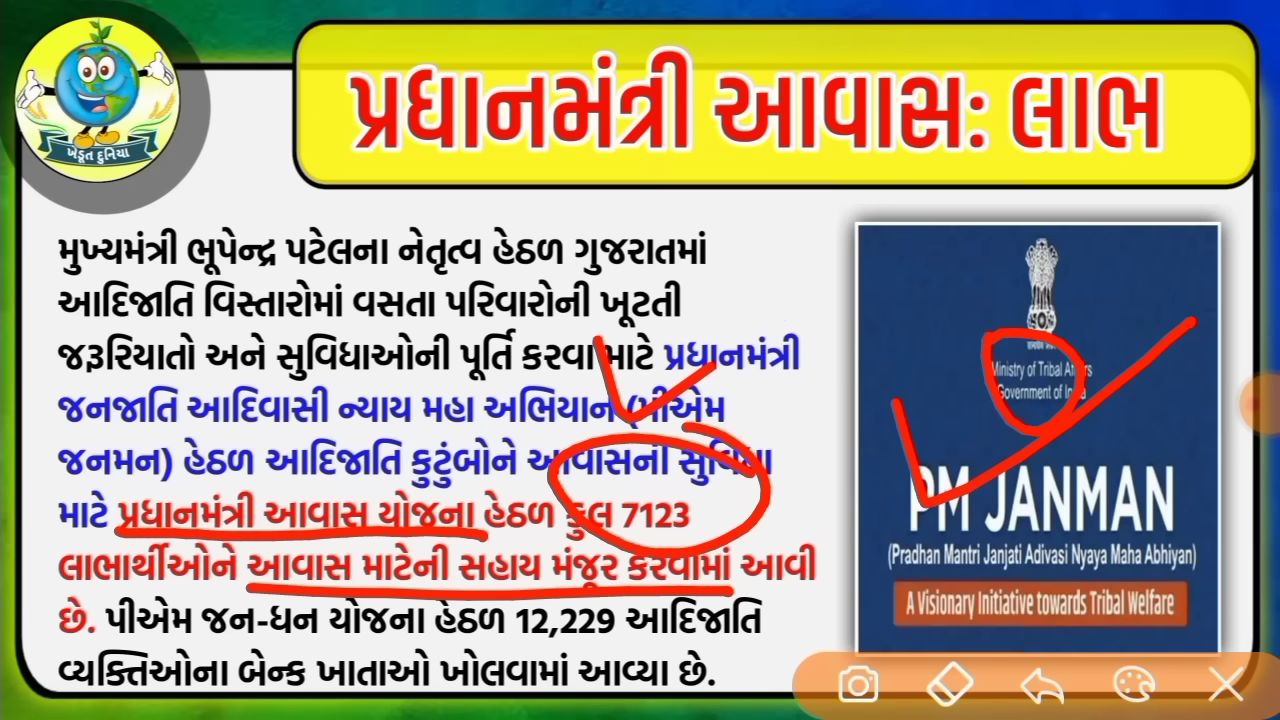 પ્રધાનમંત્રી આવાસઃ લાભ
ખેડૂત દુનિયા
મુખ્યમંત્રી ભૂપેન્દ્ર પટેલના નેતૃત્વ હેઠળ ગુજરાતમાં
આદિજાતિ વિસ્તારોમાં વસતા પરિવારોની ખૂટતી
જરૂરિયાતો અને સુવિધાઓની પૂર્તિ કરવા માટે પ્રધાનમંત્રી
જનજાતિ આદિવાસી ન્યાય મહા અભિયાન (પીએમ
જનમન) હેઠળ આદિજાતિ કુટુંબોને આવાસની સુવિધા
માટે પ્રધાનમંત્રી આવાસ યોજના હેઠળ કુલ 7123
લાભાર્થીઓને આવાસ માટેની સહાય મંજૂર કરવામાં આવી
છે. પીએમ જન-ધન યોજના હેઠળ 12,229 આદિજાતિ
વ્યક્તિઓના બેન્ક ખાતાઓ ખોલવામાં આવ્યા છે.
Ministry of Tribal Affairs
Government of India
PM JANMAN
(Pradhan Mantri Janjati Adivasi Nyaya Maha Abhiyan)
A Visionary Initiative towards Tribal Welfare